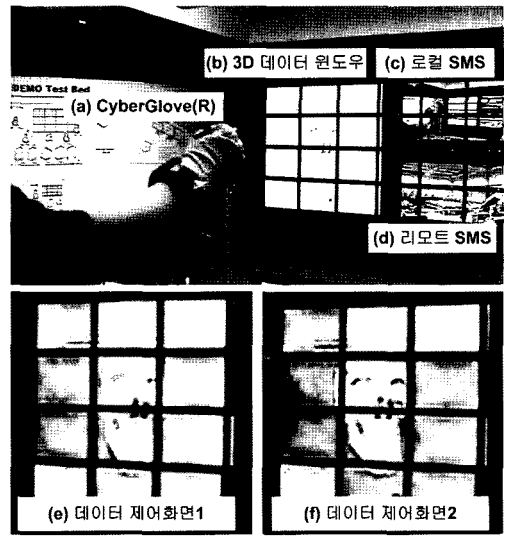 (b) 3D 데이터 윈도우
(c) 로컬 SMS
DEMO Test Bed
(a) CyberGlove(R)
(d) 리모트 SMS
(e) 데이터 제어화면1
(f) 데이터 제어화면2